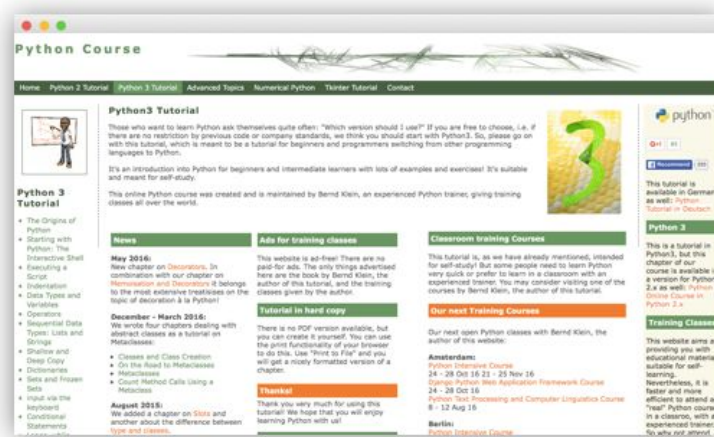 Python Course
Home Python 2 Tutorial Python 3 Tutorial Advanced Topics Numerical Python Tkinter Tutorial Contact
Python 3
Tutorial
The Origins of
Python
Starting with
Python: The
Interactive Shell
Executing a
Script
Indentation
Data Types and
Variables
Operators
Sequential Data
Types: Lists and
Strings
Shallow and
Deep Copy
Dictionaries
Sets and Frozen
Sets
input via the
keyboard
Conditional
Statements
Python3 Tutorial
Those who want to learn Python ask themselves quite often: "Which version should I use?" If you are free to choose, i.e. if
there are no restriction by previous code or company standards, we think you should start with Python3. So, please go on
with this tutorial, which is meant to be a tutorial for beginners and programmers switching from other programming
languages to Python.
It's an introduction into Python for beginners and intermediate learners with lots of examples and exercises! It's suitable
and meant for self-study.
This online Python course was created and is maintained by Bernd Klein, an experienced Python trainer, giving training
classes all over the world.
News
May 2016:
New chapter on Decorators. In
combination with our chapter on
Memoisation and Decorators it belongs
to the most extensive treatises on the
topic of decoration à la Python!
December - March 2016:
We wrote four chapters dealing with
abstract classes as a tutorial on
Metaclasses:
Classes and Class Creation
On the Road to Metaclasses
Metaclasses
Count Method Calls Using a
Metaclass
August 2015:
We added a chapter on Slots and
another about the difference between
type and classes.
Ads for training classes
This website is ad-free! There are no
paid-for ads. The only things advertised
here are the book by Bernd Klein, the
author of this tutorial, and the training
classes given by the author.
Tutorial in hard copy
There is no PDF version available, but
you can create it yourself. You can use
the print functionality of your browser
to do this. Use "Print to File" and you
will get a nicely formatted version of a
chapter.
Thanks!
Thank you very much for using this
tutorial! We hope that you will enjoy
learning Python with us!
Classroom training Courses
This tutorial is, as we have already mentioned, intended
for self-study! But some people need to learn Python
very quick or prefer to learn in a classroom with an
experienced trainer. You may consider visiting one of the
courses by Bernd Klein, the author of this tutorial.
Our next Training Courses
Our next open Python classes with Bernd Klein, the
author of this website:
Amsterdam:
Python Intensive Course
24 - 28 Oct 16 21 - 25 Nov 16
Django Python Web Application Framework Course
24 - 28 Oct 16
Python Text Processing and Computer Linguistics Course
8 - 12 Aug 16
Berlin:
Python Intensive Course
python
Recommend
This tutorial is
available in German
as well: Python
Tutorial in Deutsch
Python 3
This is a tutorial in
Python3, but this
chapter of our
course is available i
a version for Python
2.x as well: Python
Online Course in
Python 2.x
Training Classes
This website aims a
providing you with
educational materia
suitable for self-
learning.
Nevertheless, it is
faster and more
efficient to attend a
"real" Python course
in a classroo, with a
experienced trainer.
So why not attend